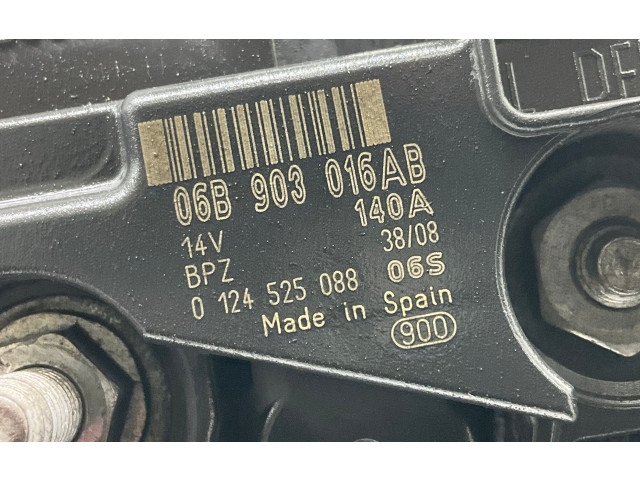 06B 903 016AB
14V 140A
BPZ 38/08
0 124 525 088 06S
Made in Spain
900